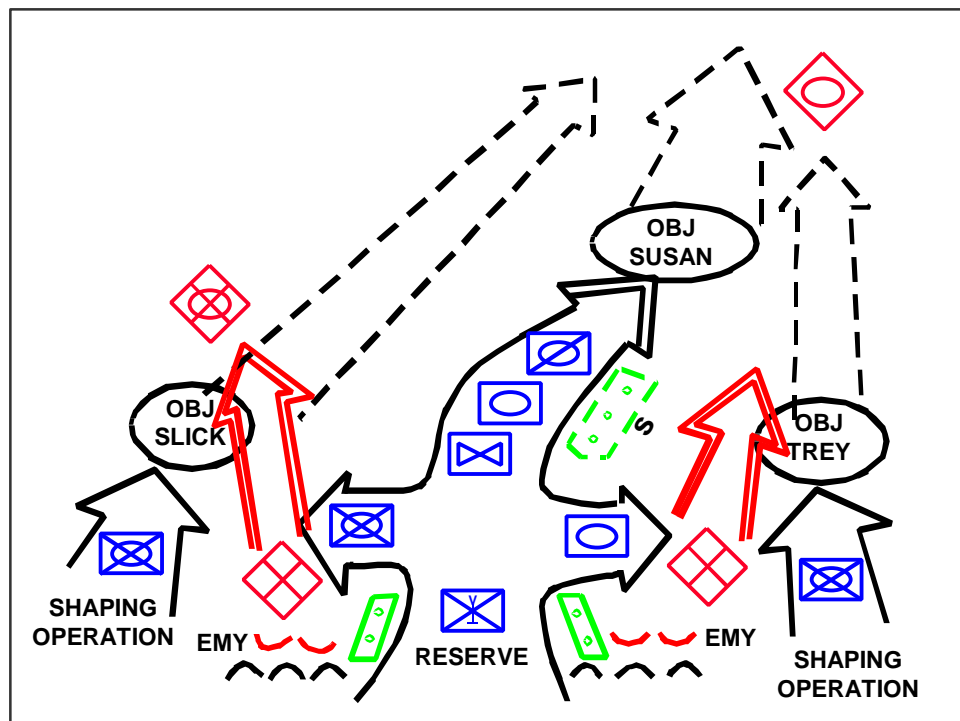 OBJ
SUSAN
OBJ
SLICK
S
OBJ
TREY
SHAPING
OPERATION
EMY
RESERVE
EMY
SHAPING
OPERATION